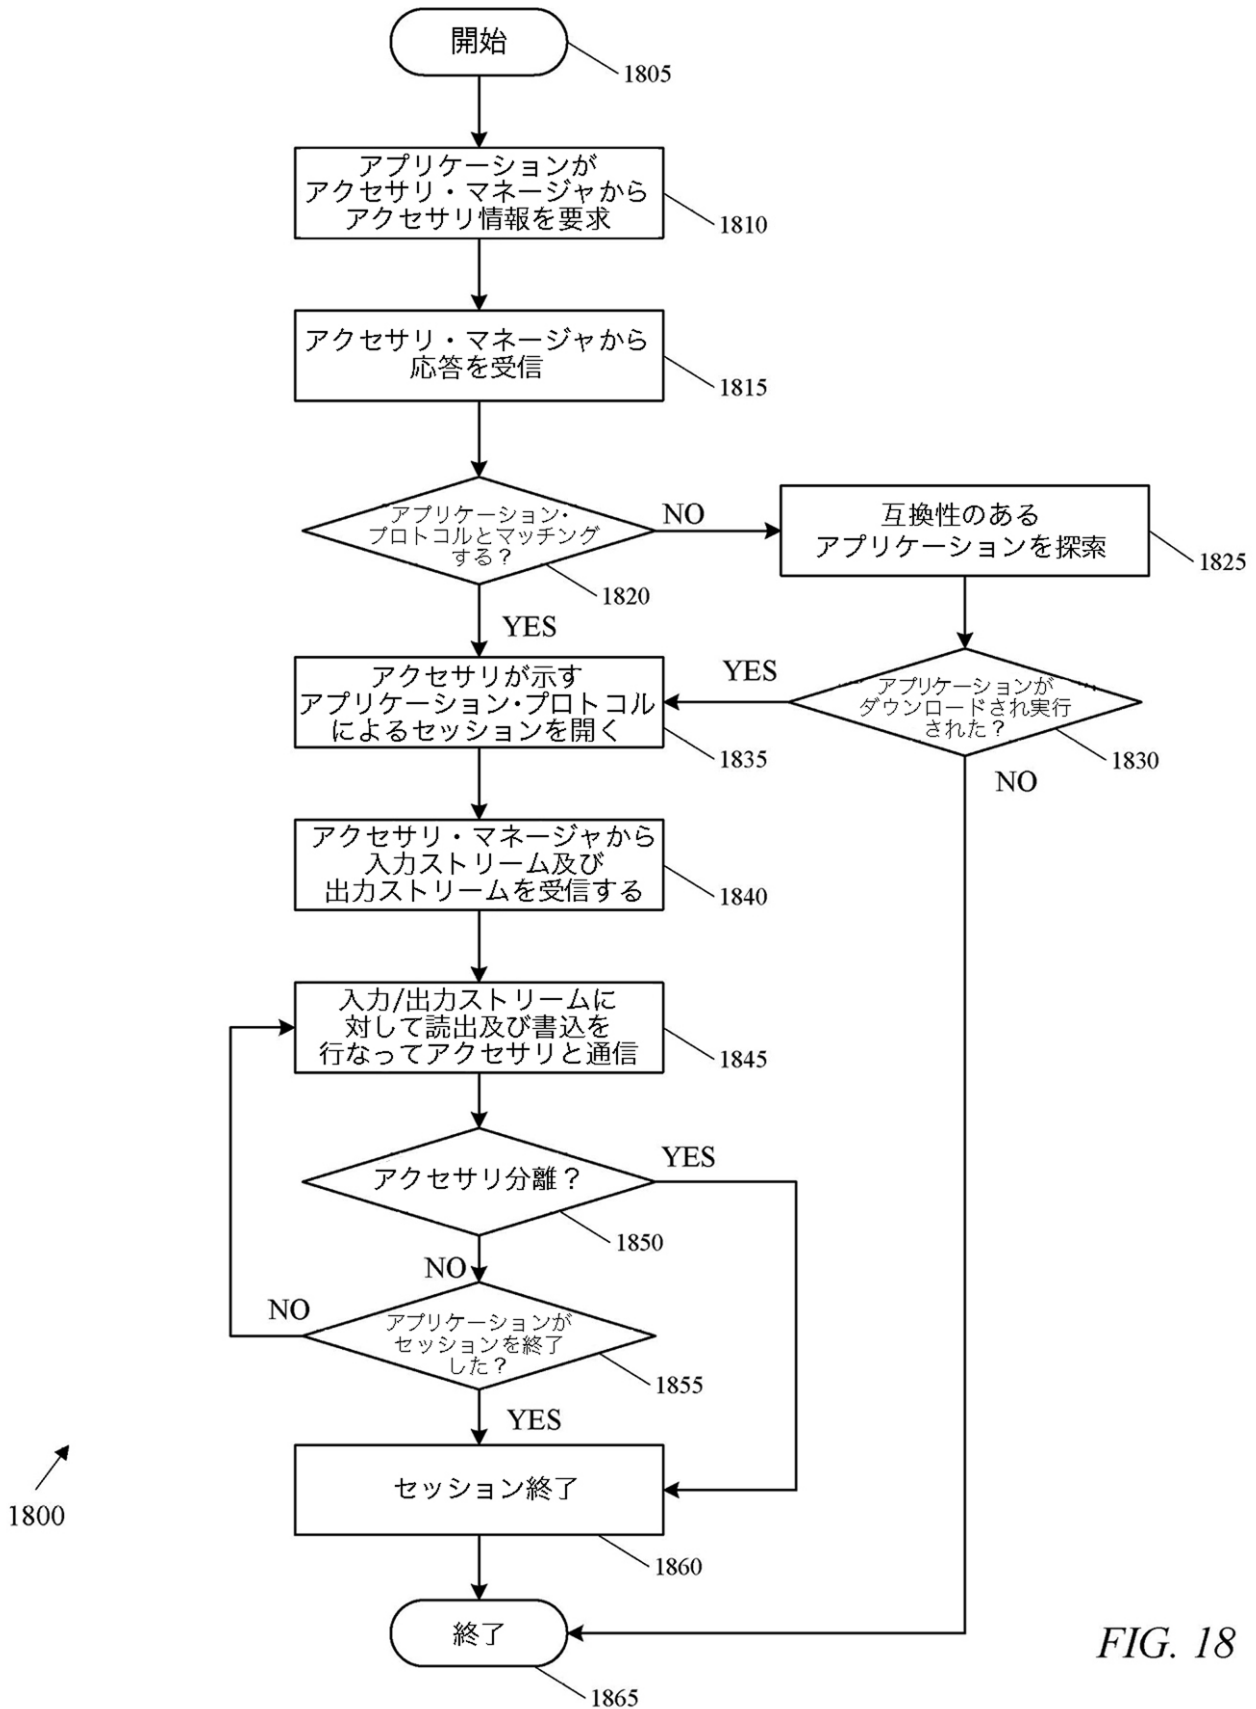 開始
1805
アプリケーションが
アクセサリ・マネージャから
アクセサリ情報を要求
1810
アクセサリ・マネージャから
応答を受信
1815
アプリケーション・
プロトコルとマッチング
する？
1820
NO
互換性のある
アプリケーションを探索
1825
YES
アプリケーションが
ダウンロードされ実行
された？
1830
YES
NO
アクセサリが示す
アプリケーション・プロトコル
によるセッションを開く
1835
アクセサリ・マネージャから
入力ストリーム及び
出力ストリームを受信する
1840
入力/出力ストリームに
対して読出及び書込を
行なってアクセサリと通信
1845
アクセサリ分離？
1850
YES
NO
アプリケーションが
セッションを終了
した？
1855
NO
YES
セッション終了
1860
終了
1865
1800
FIG. 18